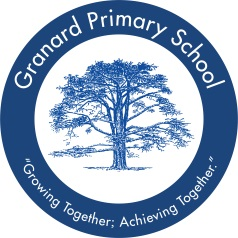 Granard Primary School
"Growing Together; Achieving Together."